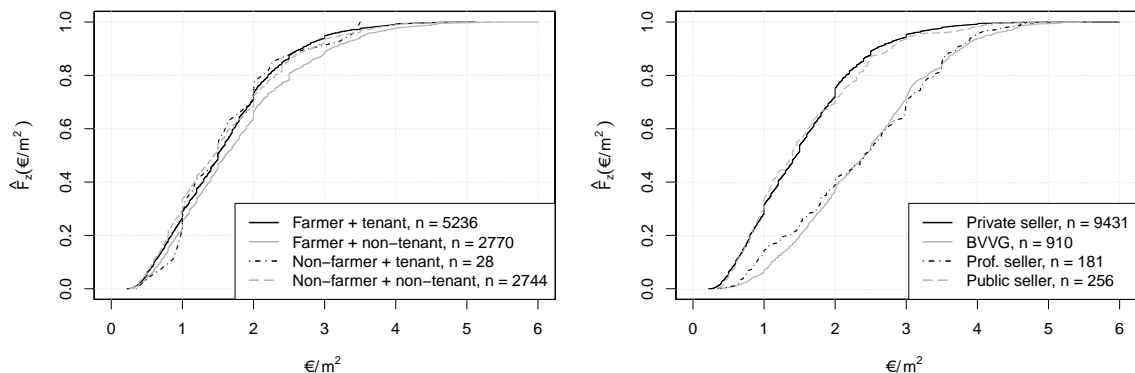 F̂z(€/m²)
1.0
0.8
0.6
0.4
0.2
0.0
Farmer + tenant, n = 5236
Farmer + non−tenant, n = 2770
Non−farmer + tenant, n = 28
Non−farmer + non−tenant, n = 2744
0 1 2 3 4 5 6
€/m²
F̂z(€/m²)
1.0
0.8
0.6
0.4
0.2
0.0
Private seller, n = 9431
BVVG, n = 910
Prof. seller, n = 181
Public seller, n = 256
0 1 2 3 4 5 6
€/m²